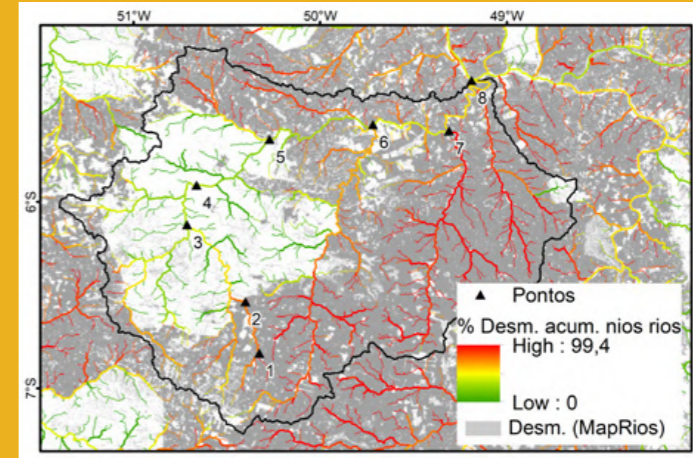 51°W 50°W 49°W
6°S
7°S
8
6
7
5
4
3
2
1
Pontos
% Desm. acum. nios rios
High : 99,4
Low : 0
Desm. (MapRios)